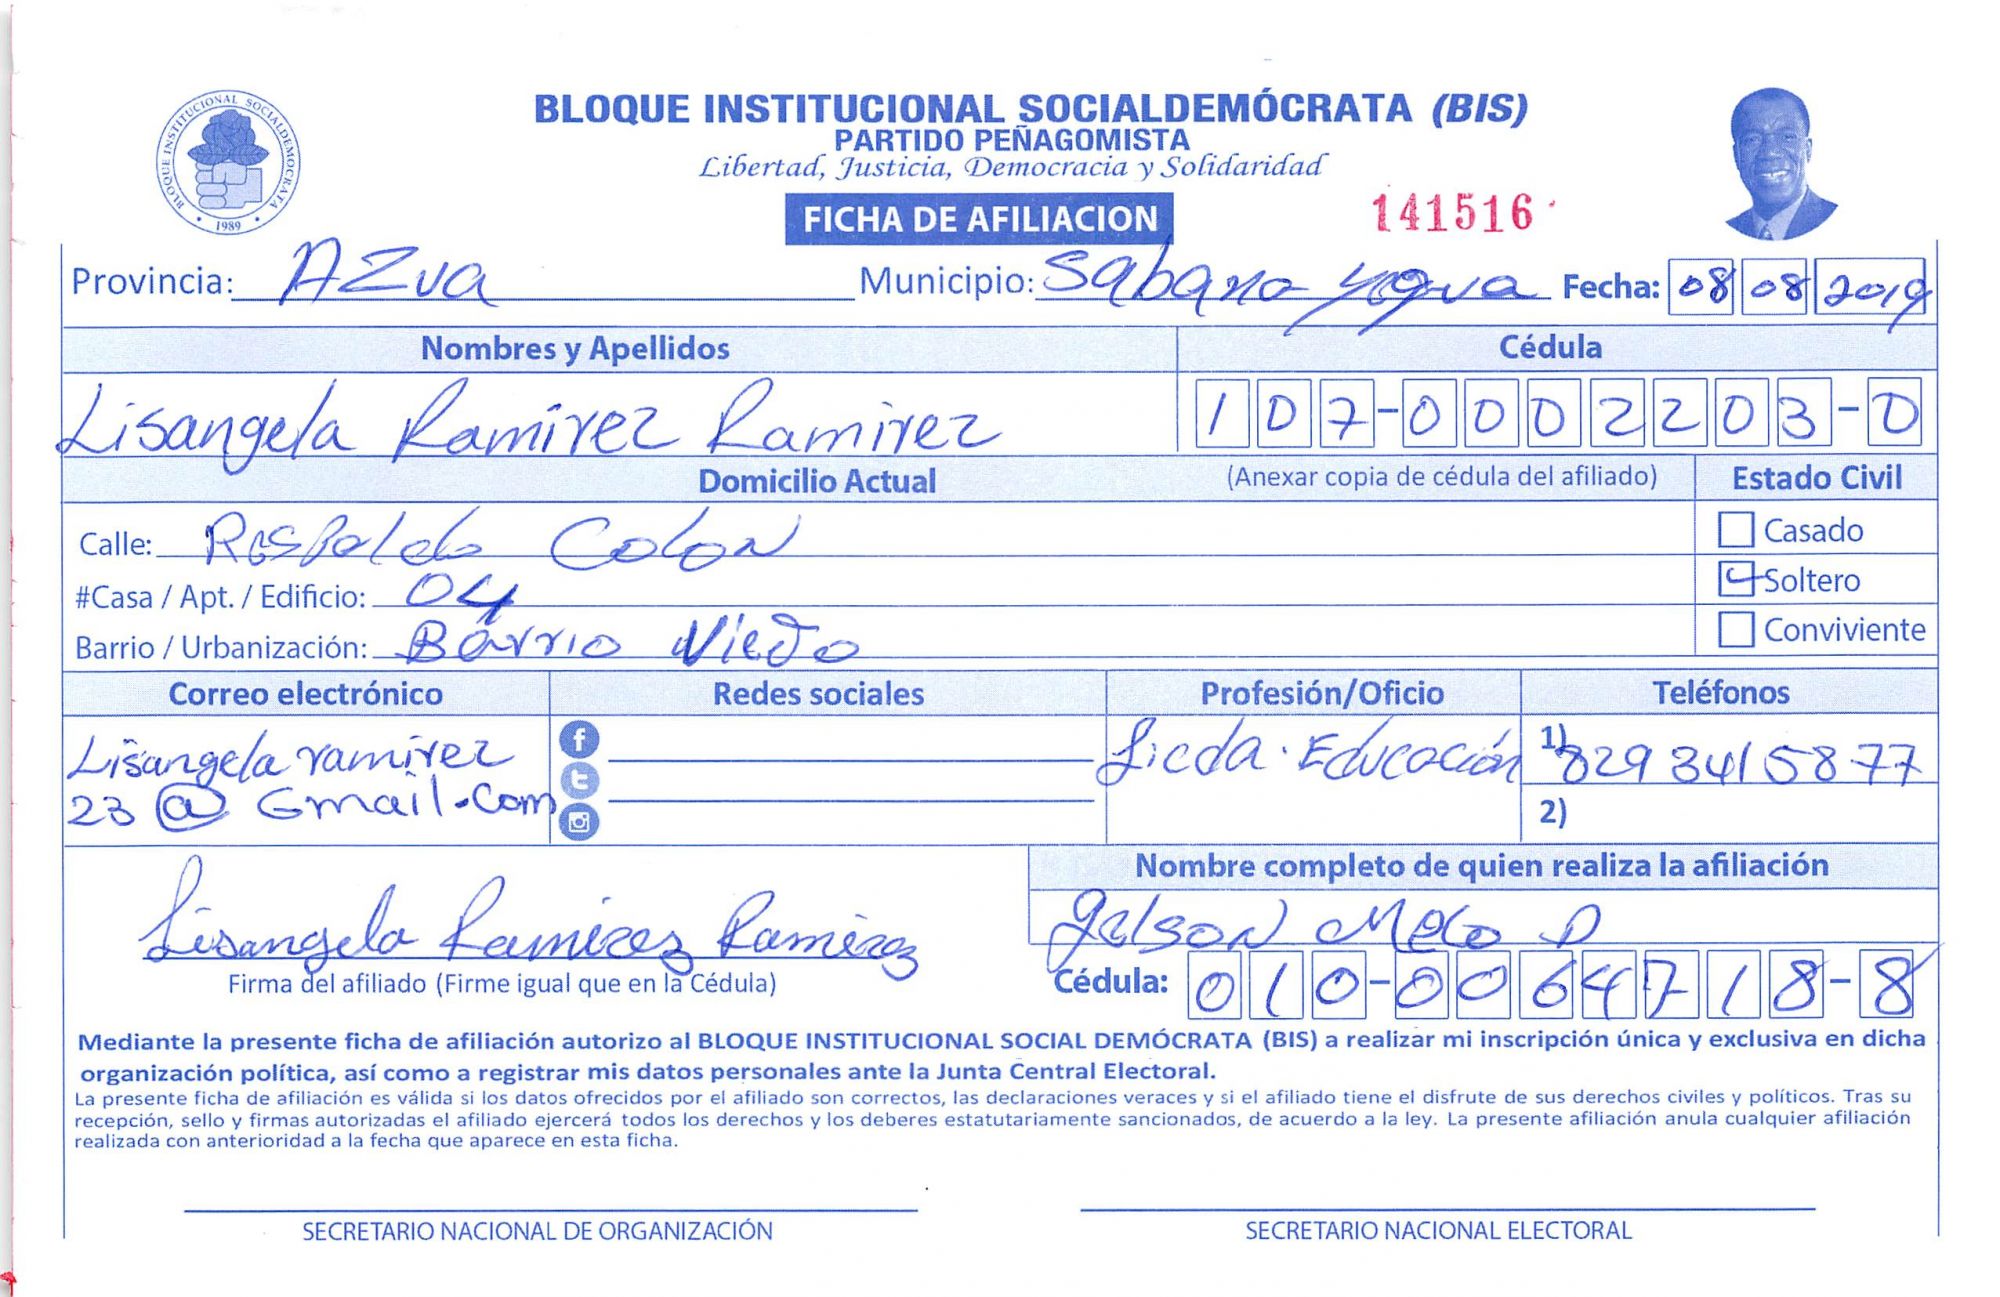 BLOQUE INSTITUCIONAL SOCIALDEMÓCRATA
1989
BLOQUE INSTITUCIONAL SOCIALDEMÓCRATA (BIS)
PARTIDO PEÑAGOMISTA
Libertad, Justicia, Democracia y Solidaridad
FICHA DE AFILIACION
141516
Provincia: AZUA Municipio: Sabana yegua Fecha: 08 08 2019
Nombres y Apellidos Cédula
Lisangela Ramirez Ramirez 107-0002203-0
Domicilio Actual (Anexar copia de cédula del afiliado) Estado Civil
Calle: Respaldo Colon Casado
#Casa / Apt. / Edificio: 04 Soltero
Barrio / Urbanización: Barrio Viejo Conviviente
Correo electrónico Redes sociales Profesión/Oficio Teléfonos
Lisangela ramirez Licda. Educación 1) 829 341 5877
23 @ Gmail.com 2)
Nombre completo de quien realiza la afiliación
Lisangela Ramirez Ramirez Gelson Melo D
Firma del afiliado (Firme igual que en la Cédula) Cédula: 010-0064718-8
Mediante la presente ficha de afiliación autorizo al BLOQUE INSTITUCIONAL SOCIAL DEMÓCRATA (BIS) a realizar mi inscripción única y exclusiva en dicha
organización política, así como a registrar mis datos personales ante la Junta Central Electoral.
La presente ficha de afiliación es válida si los datos ofrecidos por el afiliado son correctos, las declaraciones veraces y si el afiliado tiene el disfrute de sus derechos civiles y políticos. Tras su
recepción, sello y firmas autorizadas el afiliado ejercerá todos los derechos y los deberes estatutariamente sancionados, de acuerdo a la ley. La presente afiliación anula cualquier afiliación
realizada con anterioridad a la fecha que aparece en esta ficha.
SECRETARIO NACIONAL DE ORGANIZACIÓN SECRETARIO NACIONAL ELECTORAL